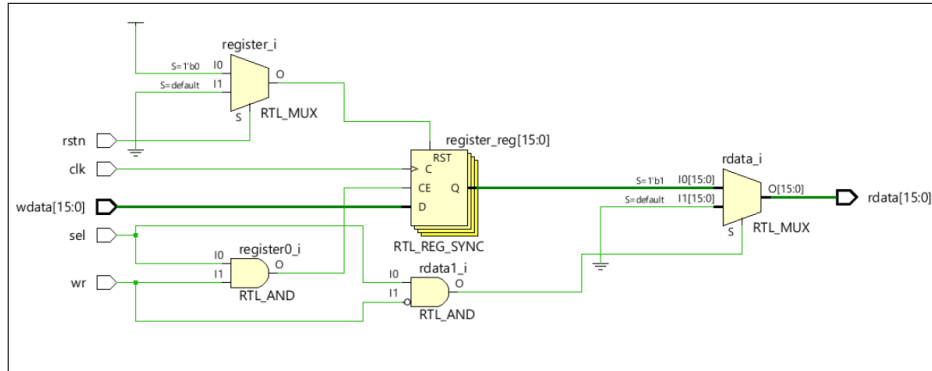 register_i
S=1'b0 I0
O
S=default I1
S
RTL_MUX
rstn
clk
wdata[15:0]
sel
wr
register_reg[15:0]
RST
C
CE
Q
D
RTL_REG_SYNC
register0_i
I0
O
I1
RTL_AND
rdata1_i
I0
O
I1
RTL_AND
rdata_i
S=1'b1 I0[15:0]
O[15:0]
S=default I1[15:0]
S
RTL_MUX
rdata[15:0]